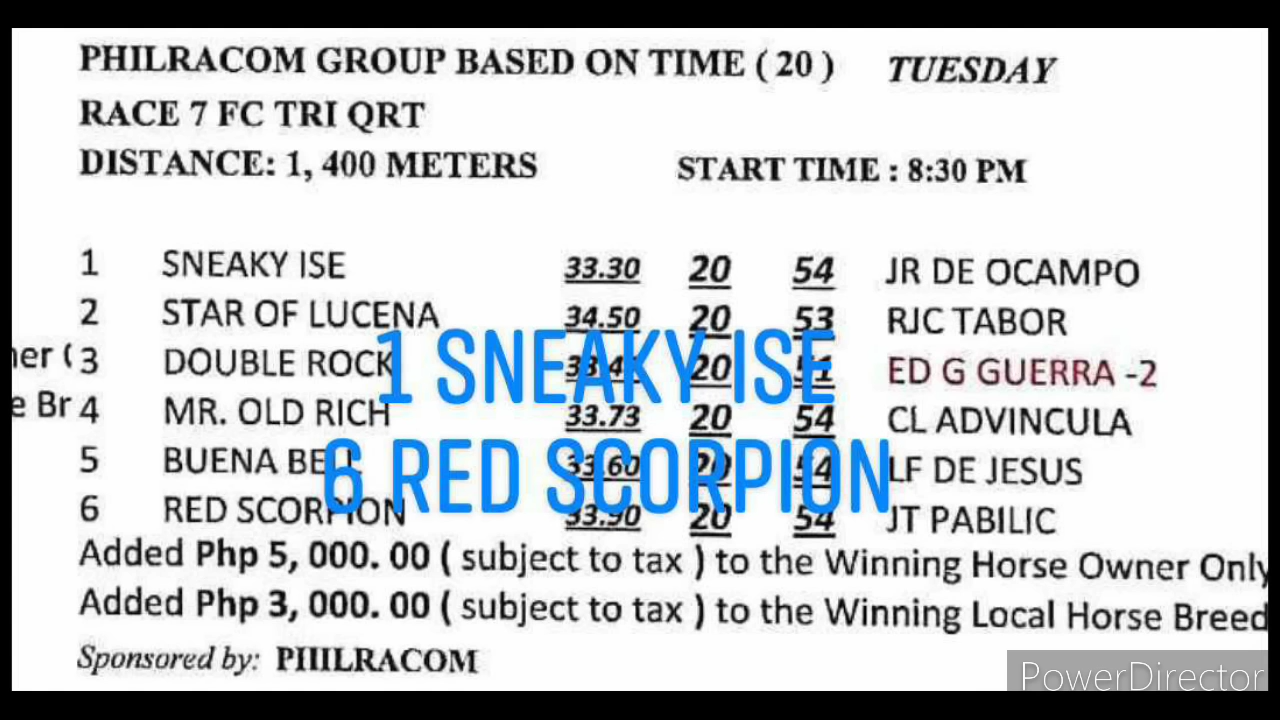 PHILRACOM GROUP BASED ON TIME ( 20 ) TUESDAY
RACE 7 FC TRI QRT
DISTANCE: 1, 400 METERS START TIME : 8:30 PM
1 SNEAKY ISE 33.30 20 54 JR DE OCAMPO
2 STAR OF LUCENA 34.50 20 53 RJC TABOR
3 DOUBLE ROCK 20 51 ED G GUERRA -2
4 MR. OLD RICH 33.73 20 54 CL ADVINCULA
5 BUENA 33.60 20 54 LF DE JESUS
6 RED SCORPION 33.90 20 54 JT PABILIC
1 SNEAKY ISE
6 RED SCORPION
Added Php 5, 000. 00 ( subject to tax ) to the Winning Horse Owner Only
Added Php 3, 000. 00 ( subject to tax ) to the Winning Local Horse Breed
Sponsored by: PHILRACOM
PowerDirector